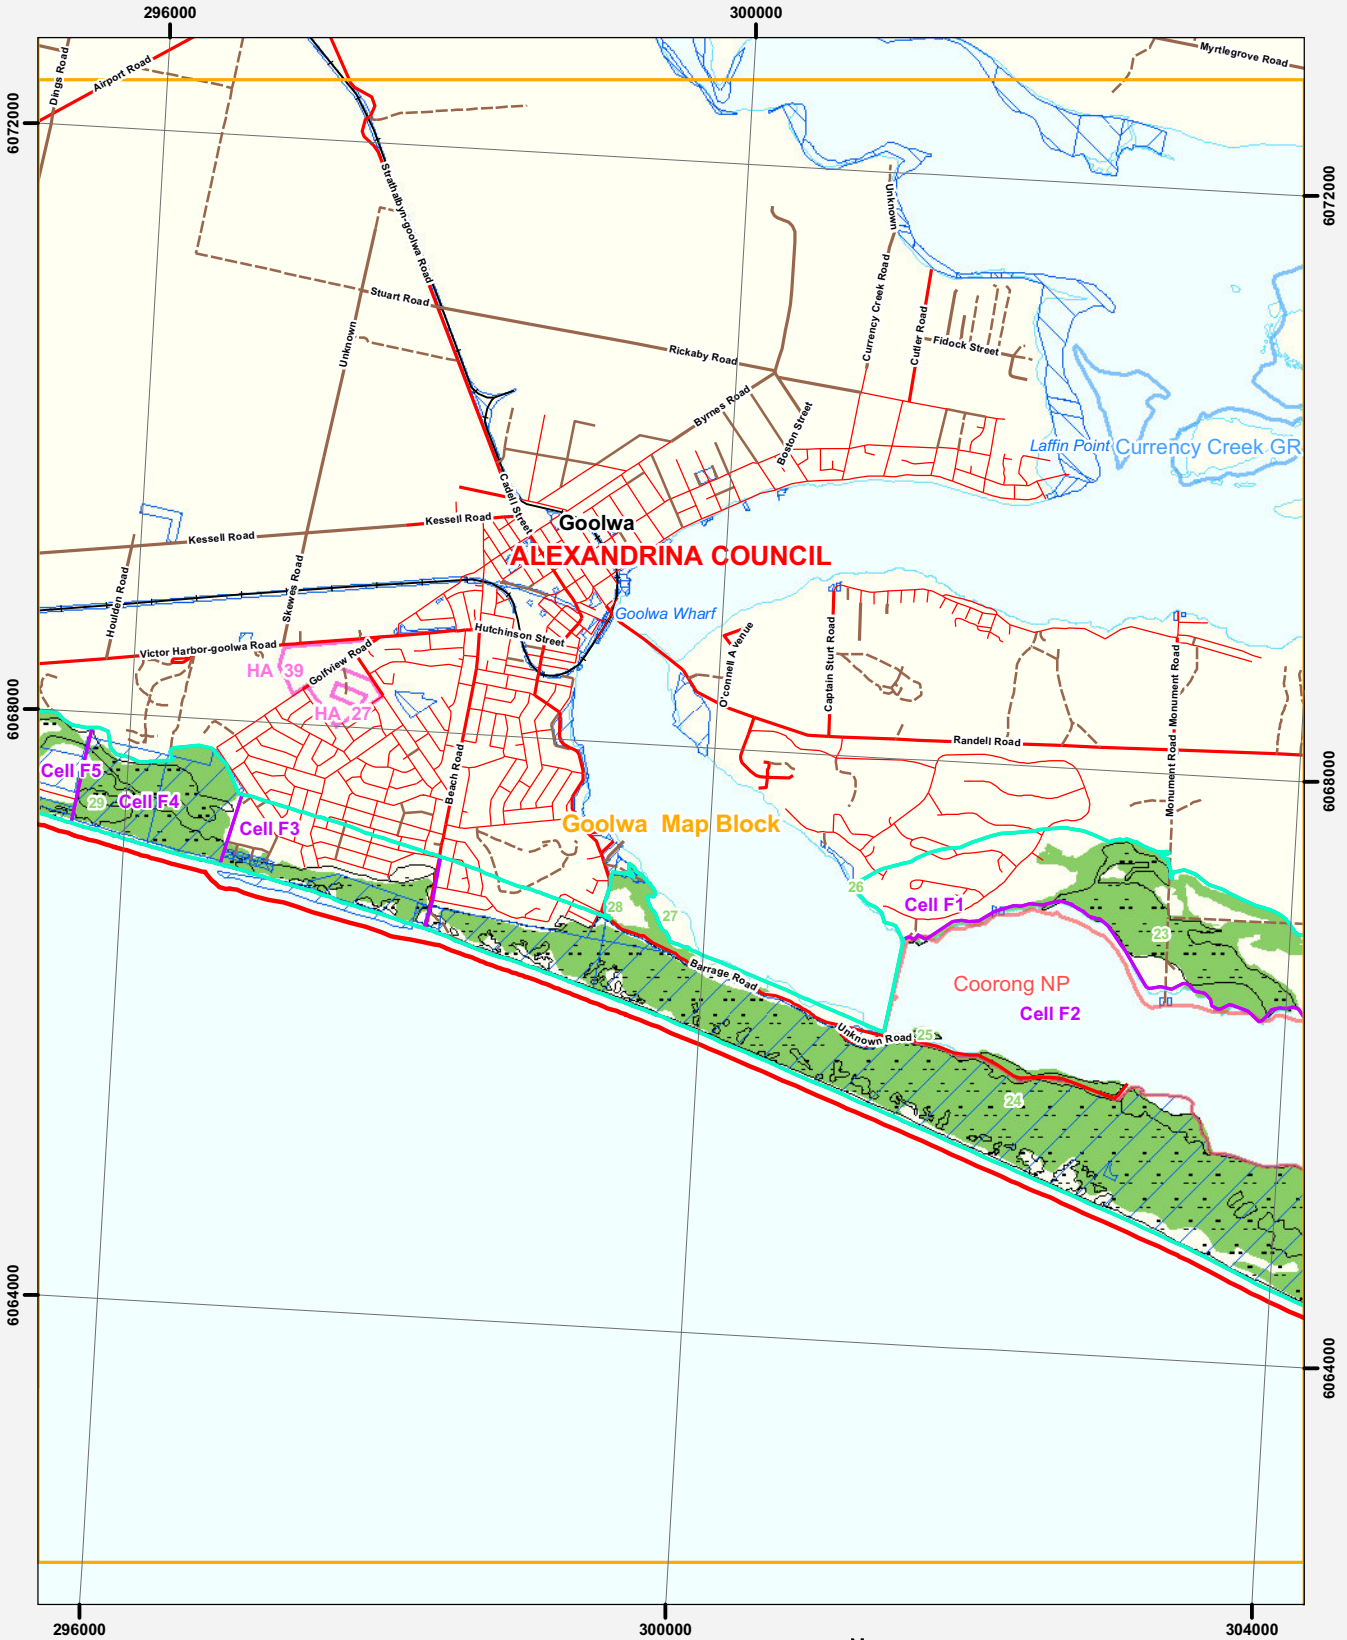 296000
300000
Myrtlegrove Road
Dings Road
Airport Road
6072000
6072000
Strathalbyn-goolwa Road
Unknown
Stuart Road
Unknown
Currency Creek Road
Cutler Road
Fidock Street
Rickaby Road
Byrnes Road
Boston Street
Laffin Point
Currency Creek GR
Cadell Street
Kessell Road
Kessell Road
Goolwa
ALEXANDRINA COUNCIL
Houlden Road
Skewes Road
Goolwa Wharf
Hutchinson Street
Victor Harbor-goolwa Road
Golfview Road
HA 39
HA 27
O'connell Avenue
Captain Sturt Road
Monument Road
Monument Road
Randell Road
6068000
6068000
Cell F5
29
Cell F4
Cell F3
Beach Road
Goolwa Map Block
26
Cell F1
28
27
23
Barrage Road
Coorong NP
Cell F2
Unknown Road
25
24
6064000
6064000
296000
300000
304000